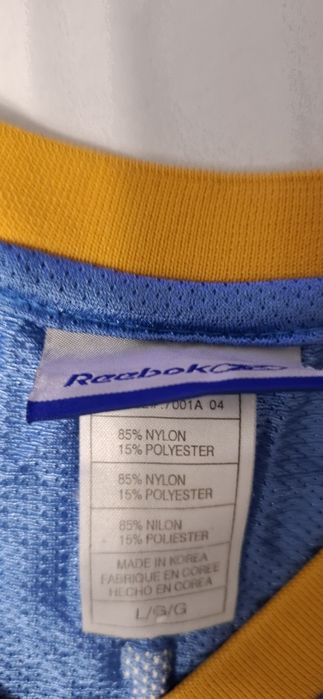 Reebok
7001A 04
85% NYLON
15% POLYESTER
85% NYLON
15% POLYESTER
85% NILON
15% POLIESTER
MADE IN KOREA
FABRIQUE EN COREE
HECHO EN COREA
L/G/G